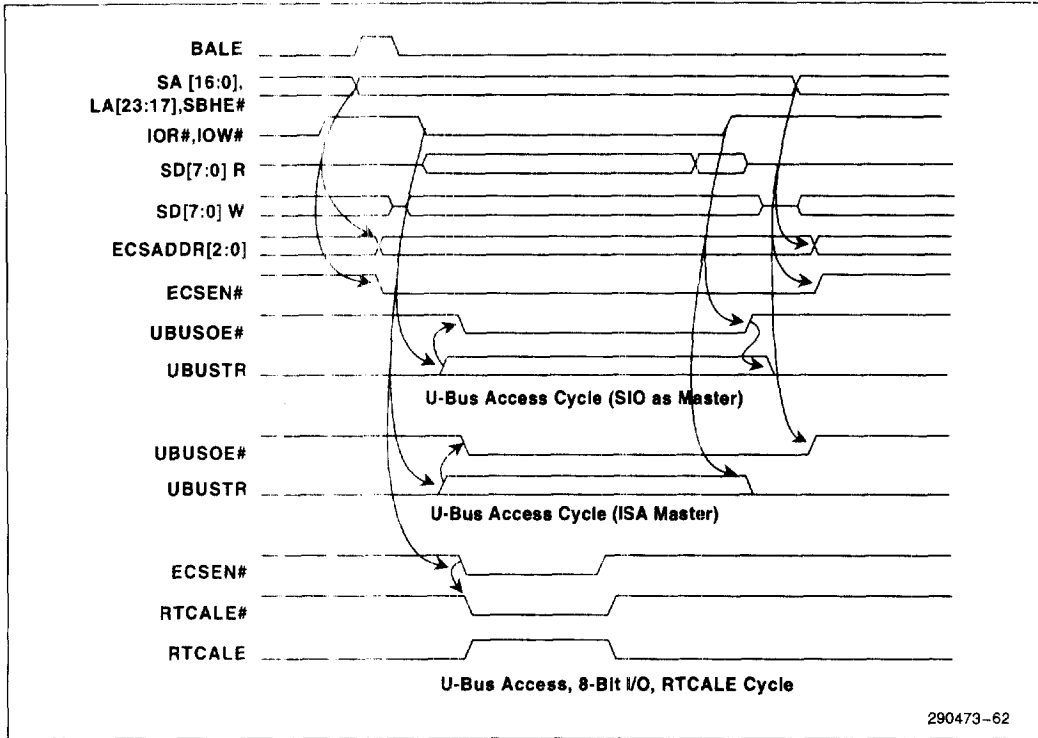 BALE
SA [16:0],
LA[23:17],SBHE#
IOR#,IOW#
SD[7:0] R
SD[7:0] W
ECSADDR[2:0]
ECSEN#
UBUSOE#
UBUSTR
U-Bus Access Cycle (SIO as Master)
UBUSOE#
UBUSTR
U-Bus Access Cycle (ISA Master)
ECSEN#
RTCALE#
RTCALE
U-Bus Access, 8-Bit I/O, RTCALE Cycle
290473-62